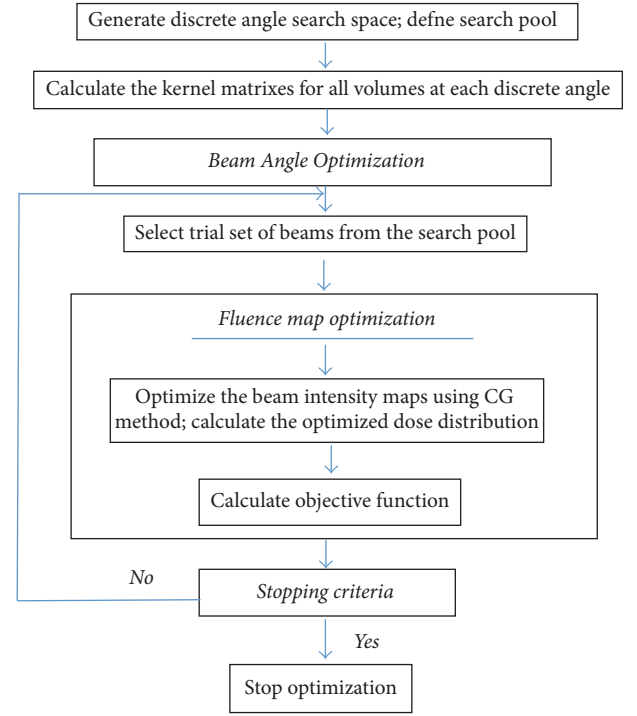 Generate discrete angle search space; defne search pool
Calculate the kernel matrixes for all volumes at each discrete angle
Beam Angle Optimization
Select trial set of beams from the search pool
Fluence map optimization
Optimize the beam intensity maps using CG
method; calculate the optimized dose distribution
Calculate objective function
No
Stopping criteria
Yes
Stop optimization